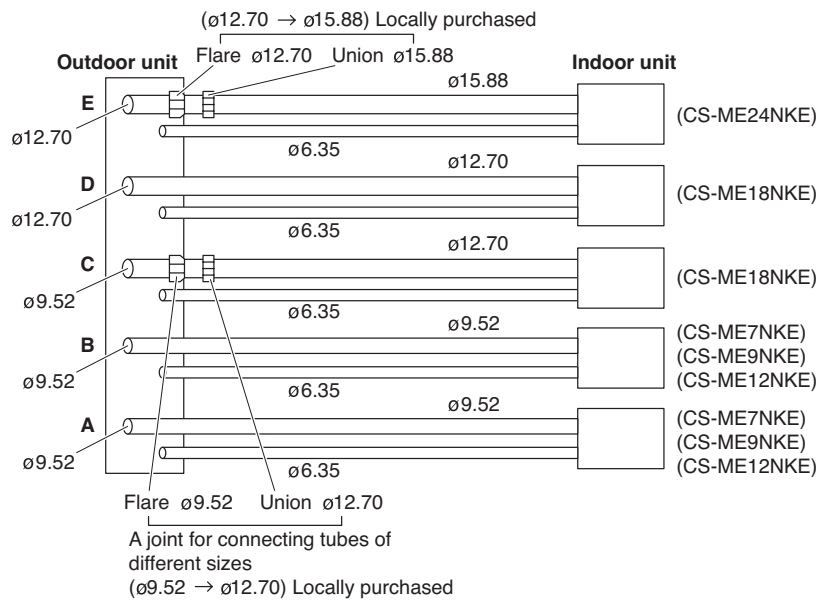 (ø12.70 → ø15.88) Locally purchased
Flare ø12.70 Union ø15.88
Outdoor unit
Indoor unit
ø15.88
E
(CS-ME24NKE)
ø12.70
ø6.35
ø12.70
D
(CS-ME18NKE)
ø12.70
ø6.35
ø12.70
C
(CS-ME18NKE)
ø9.52
ø6.35
ø9.52
B
(CS-ME7NKE)
(CS-ME9NKE)
(CS-ME12NKE)
ø9.52
ø6.35
ø9.52
A
(CS-ME7NKE)
(CS-ME9NKE)
(CS-ME12NKE)
ø9.52
ø6.35
Flare ø9.52 Union ø12.70
A joint for connecting tubes of
different sizes
(ø9.52 → ø12.70) Locally purchased